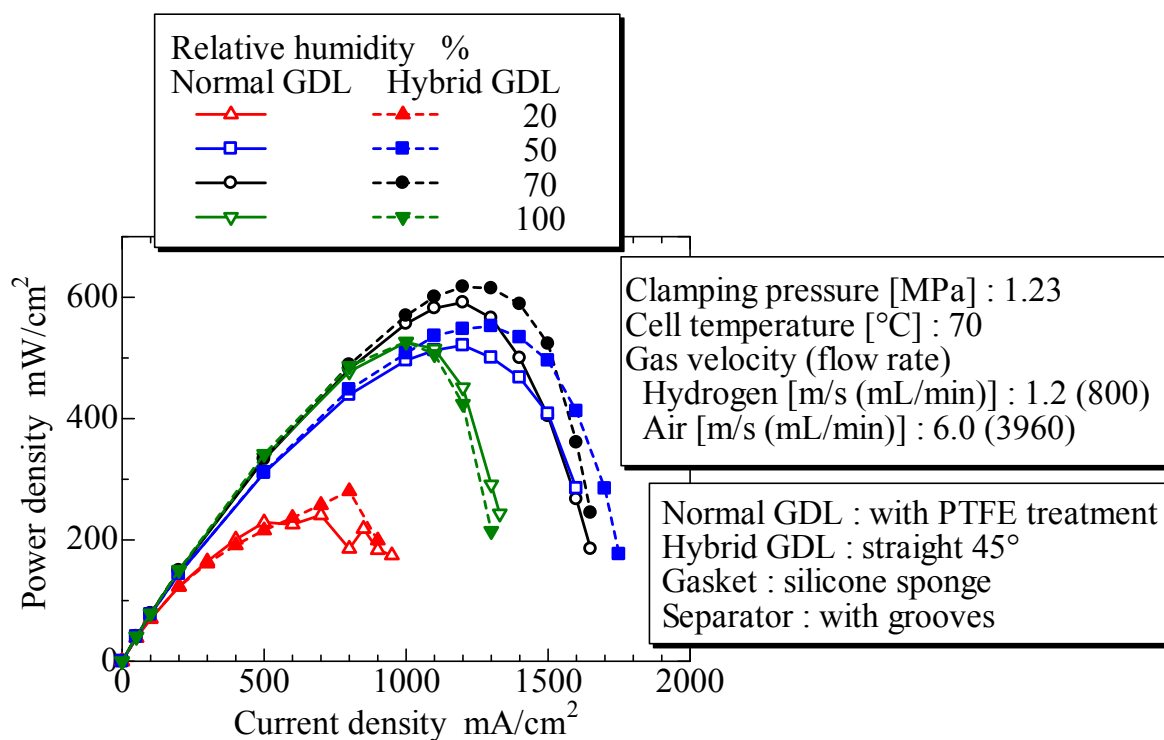 Relative humidity %
Normal GDL Hybrid GDL
20
50
70
100
Power density mW/cm²
600
400
200
0
0 500 1000 1500 2000
Current density mA/cm²
Clamping pressure [MPa] : 1.23
Cell temperature [°C] : 70
Gas velocity (flow rate)
Hydrogen [m/s (mL/min)] : 1.2 (800)
Air [m/s (mL/min)] : 6.0 (3960)
Normal GDL : with PTFE treatment
Hybrid GDL : straight 45°
Gasket : silicone sponge
Separator : with grooves